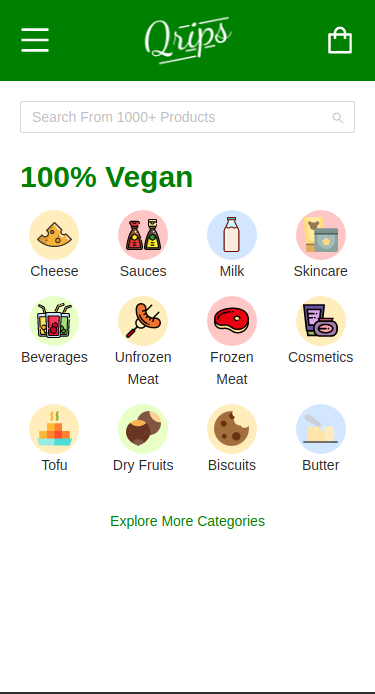 Qrips
Search From 1000+ Products
100% Vegan
Cheese
Sauces
Milk
Skincare
Beverages
Unfrozen
Meat
Frozen
Meat
Cosmetics
Tofu
Dry Fruits
Biscuits
Butter
Explore More Categories